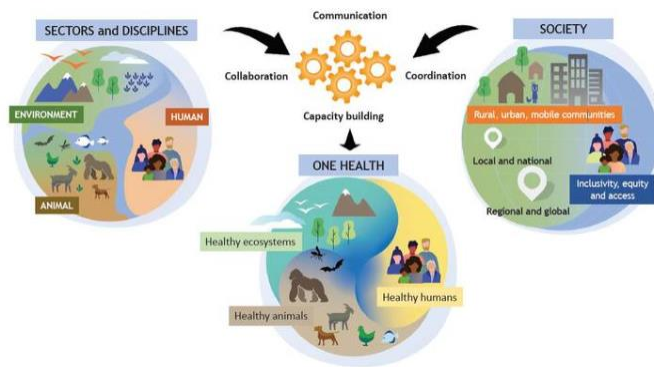 Communication
SECTORS and DISCIPLINES
SOCIETY
Collaboration
Coordination
Capacity building
ENVIRONMENT
HUMAN
ANIMAL
Rural, urban, mobile communities
Local and national
Inclusivity, equity
and access
Regional and global
ONE HEALTH
Healthy ecosystems
Healthy humans
Healthy animals